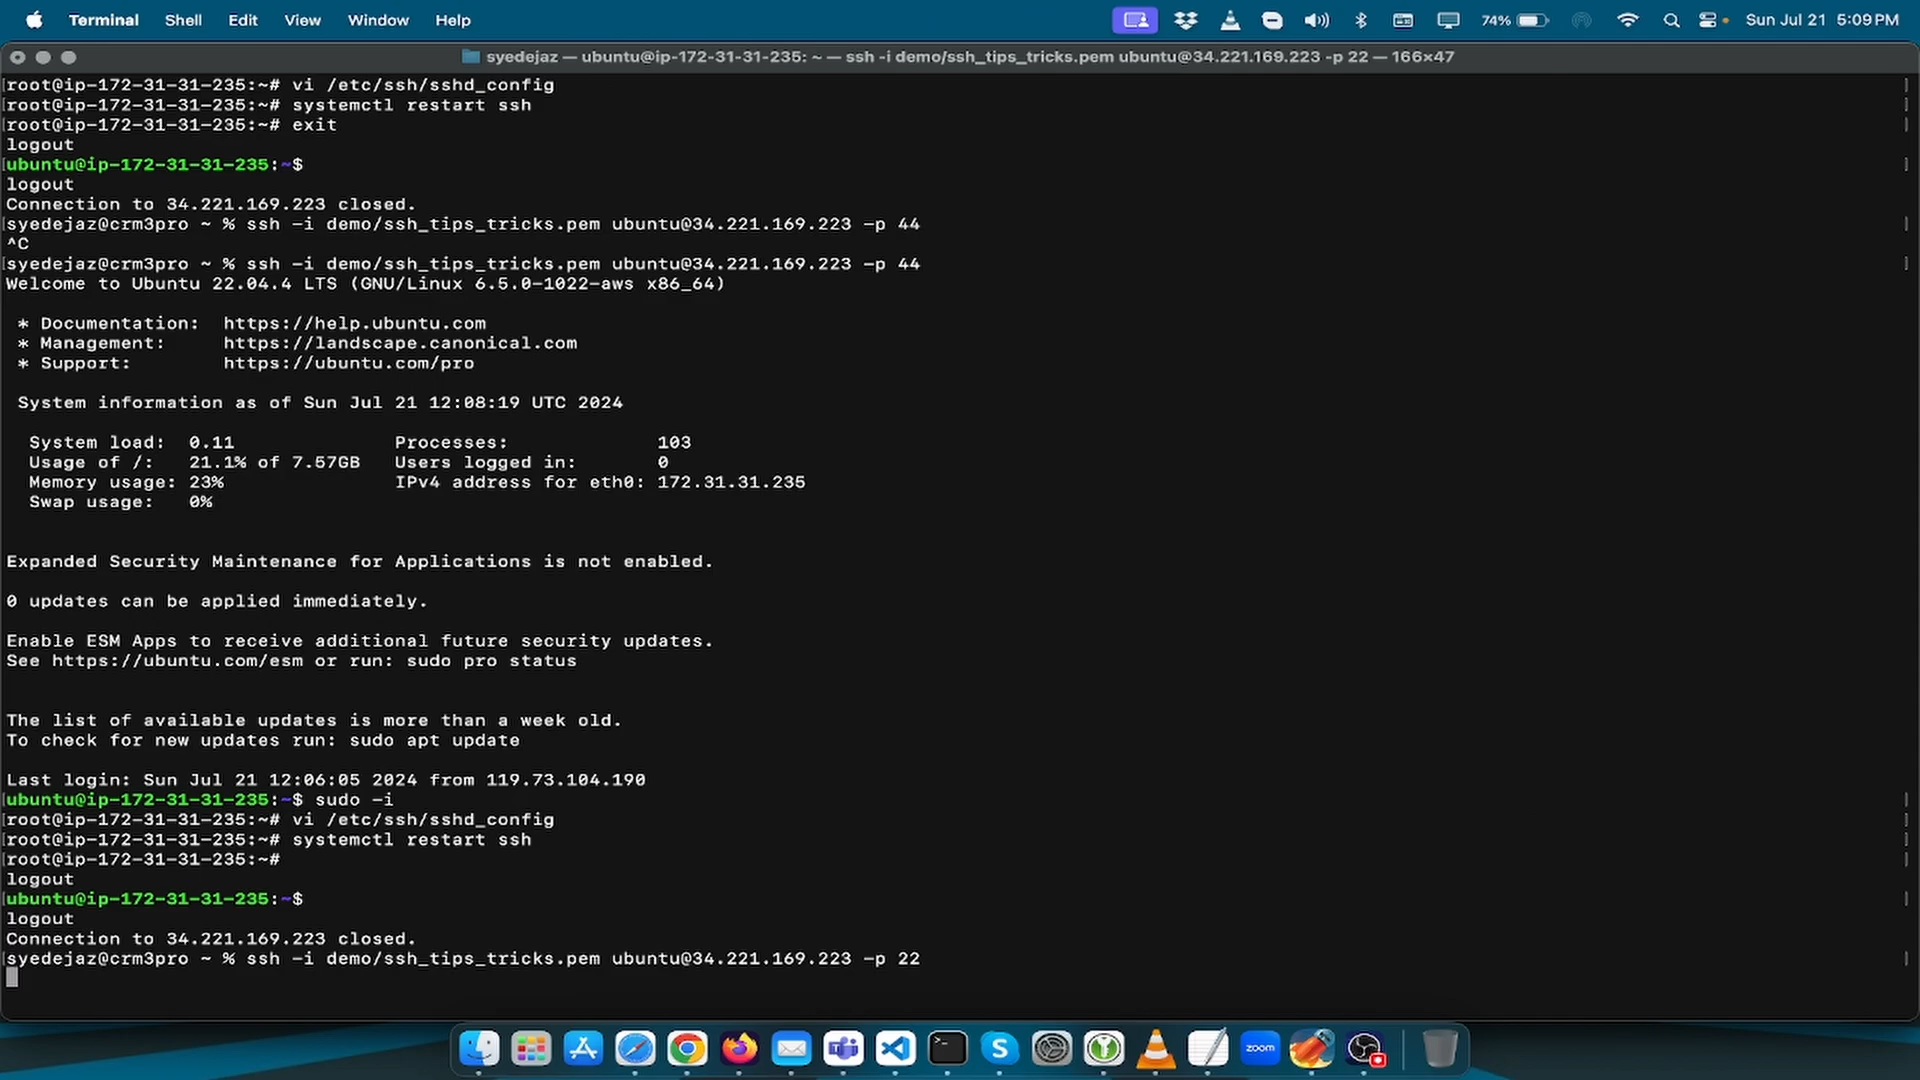 Terminal Shell Edit View Window Help 74% Sun Jul 21 5:09 PM
syedejaz — ubuntu@ip-172-31-31-235: ~ — ssh -i demo/ssh_tips_tricks.pem ubuntu@34.221.169.223 -p 22 — 166×47
[root@ip-172-31-31-235:~# vi /etc/ssh/sshd_config ]
[root@ip-172-31-31-235:~# systemctl restart ssh ]
[root@ip-172-31-31-235:~# exit ]
logout
[ubuntu@ip-172-31-31-235:~$ ]
logout
Connection to 34.221.169.223 closed.
[syedejaz@crm3pro ~ % ssh -i demo/ssh_tips_tricks.pem ubuntu@34.221.169.223 -p 44 ]
^C
[syedejaz@crm3pro ~ % ssh -i demo/ssh_tips_tricks.pem ubuntu@34.221.169.223 -p 44 ]
Welcome to Ubuntu 22.04.4 LTS (GNU/Linux 6.5.0-1022-aws x86_64)
* Documentation: https://help.ubuntu.com
* Management: https://landscape.canonical.com
* Support: https://ubuntu.com/pro
System information as of Sun Jul 21 12:08:19 UTC 2024
System load: 0.11 Processes: 103
Usage of /: 21.1% of 7.57GB Users logged in: 0
Memory usage: 23% IPv4 address for eth0: 172.31.31.235
Swap usage: 0%
Expanded Security Maintenance for Applications is not enabled.
0 updates can be applied immediately.
Enable ESM Apps to receive additional future security updates.
See https://ubuntu.com/esm or run: sudo pro status
The list of available updates is more than a week old.
To check for new updates run: sudo apt update
Last login: Sun Jul 21 12:06:05 2024 from 119.73.104.190
[ubuntu@ip-172-31-31-235:~$ sudo -i ]
[root@ip-172-31-31-235:~# vi /etc/ssh/sshd_config ]
[root@ip-172-31-31-235:~# systemctl restart ssh ]
[root@ip-172-31-31-235:~# ]
logout
[ubuntu@ip-172-31-31-235:~$ ]
logout
Connection to 34.221.169.223 closed.
[syedejaz@crm3pro ~ % ssh -i demo/ssh_tips_tricks.pem ubuntu@34.221.169.223 -p 22 ]
zoom